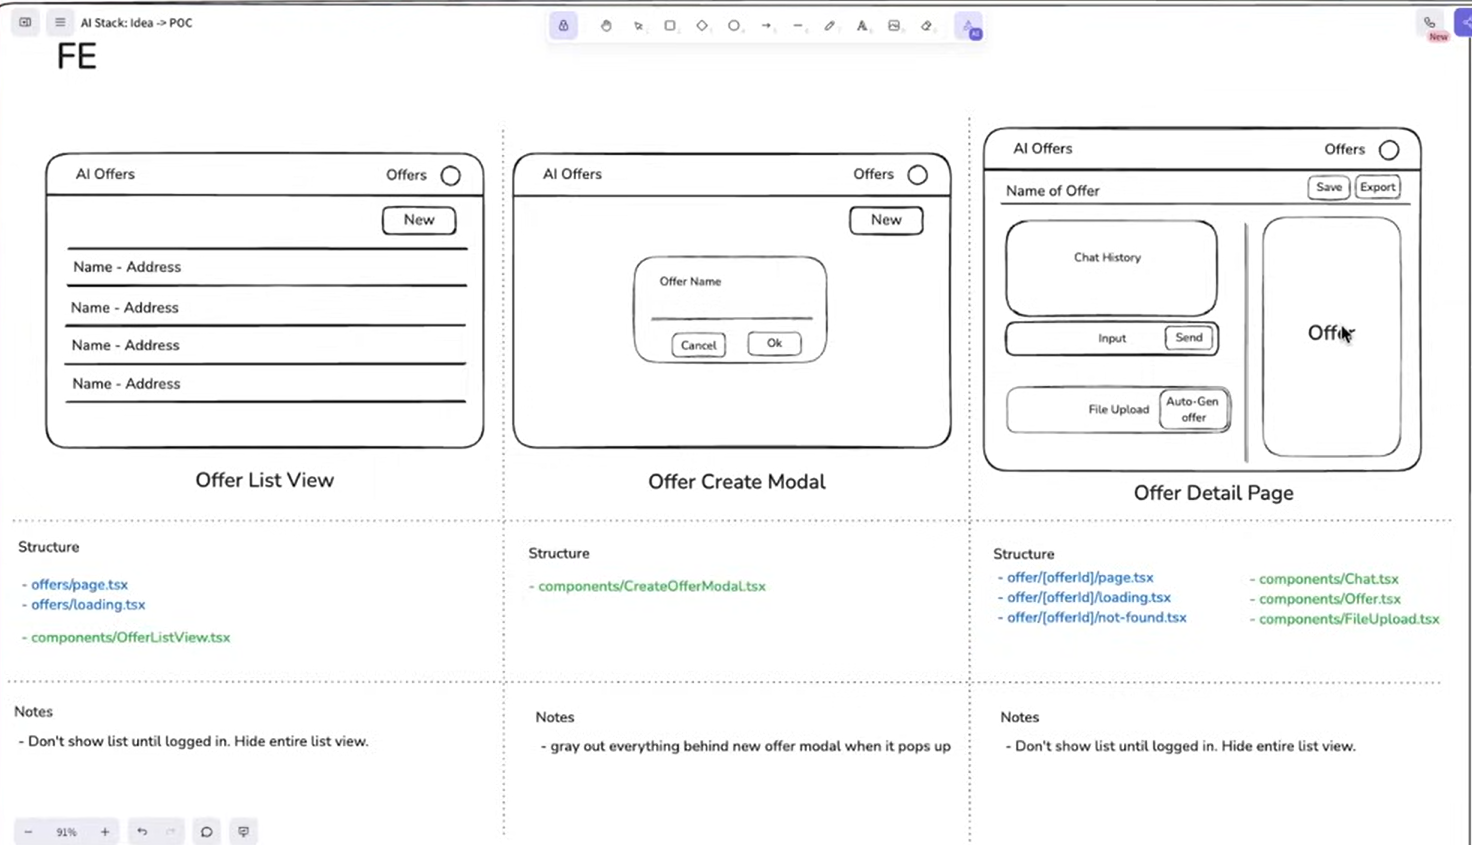 AI Stack: Idea -> POC
New
FE
AI Offers
Offers
New
Name - Address
Name - Address
Name - Address
Name - Address
Offer List View
AI Offers
Offers
New
Offer Name
Cancel
Ok
Offer Create Modal
AI Offers
Offers
Name of Offer
Save
Export
Chat History
Input
Send
File Upload
Auto-Gen
offer
Offer
Offer Detail Page
Structure
- offers/page.tsx
- offers/loading.tsx
- components/OfferListView.tsx
Structure
- components/CreateOfferModal.tsx
Structure
- offer/[offerId]/page.tsx
- offer/[offerId]/loading.tsx
- offer/[offerId]/not-found.tsx
- components/Chat.tsx
- components/Offer.tsx
- components/FileUpload.tsx
Notes
- Don't show list until logged in. Hide entire list view.
Notes
- gray out everything behind new offer modal when it pops up
Notes
- Don't show list until logged in. Hide entire list view.
91%